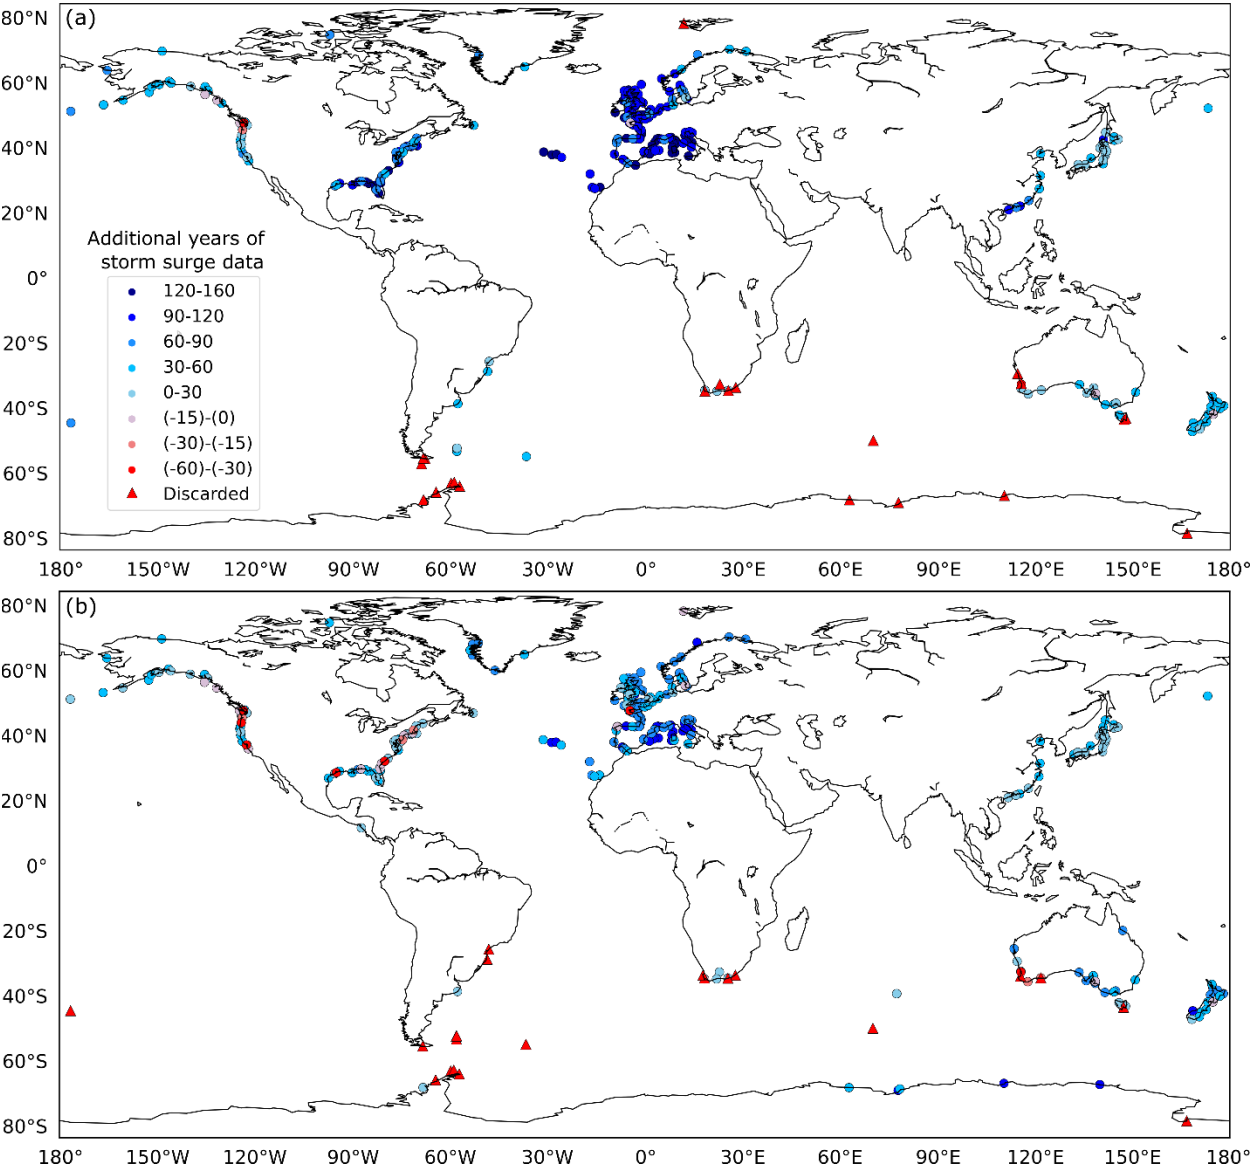 (a)
80°N
60°N
40°N
20°N
0°
20°S
40°S
60°S
80°S
Additional years of
storm surge data
120-160
90-120
60-90
30-60
0-30
(-15)-(0)
(-30)-(-15)
(-60)-(-30)
Discarded
180° 150°W 120°W 90°W 60°W 30°W 0° 30°E 60°E 90°E 120°E 150°E 180°
(b)
80°N
60°N
40°N
20°N
0°
20°S
40°S
60°S
80°S
180° 150°W 120°W 90°W 60°W 30°W 0° 30°E 60°E 90°E 120°E 150°E 180°